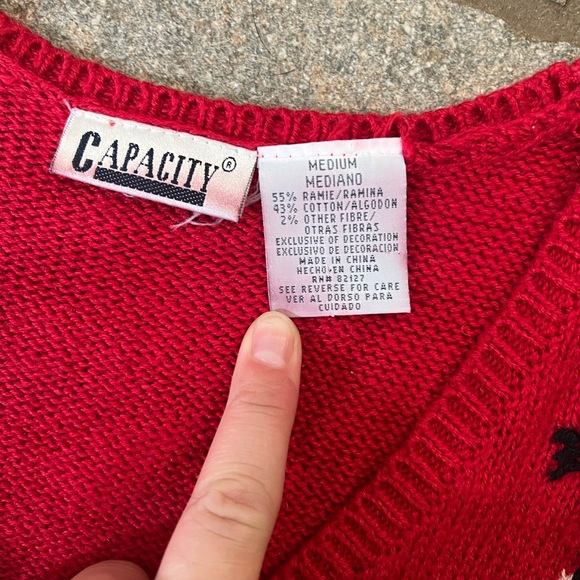 CAPACITY®
MEDIUM
MEDIANO
55% RAMIE/RAMINA
43% COTTON/ALGODON
2% OTHER FIBRE/
OTRAS FIBRAS
EXCLUSIVE OF DECORATION
EXCLUSIVO DE DECORACION
MADE IN CHINA
HECHO EN CHINA
RN# 82127
SEE REVERSE FOR CARE
VER AL DORSO PARA
CUIDADO